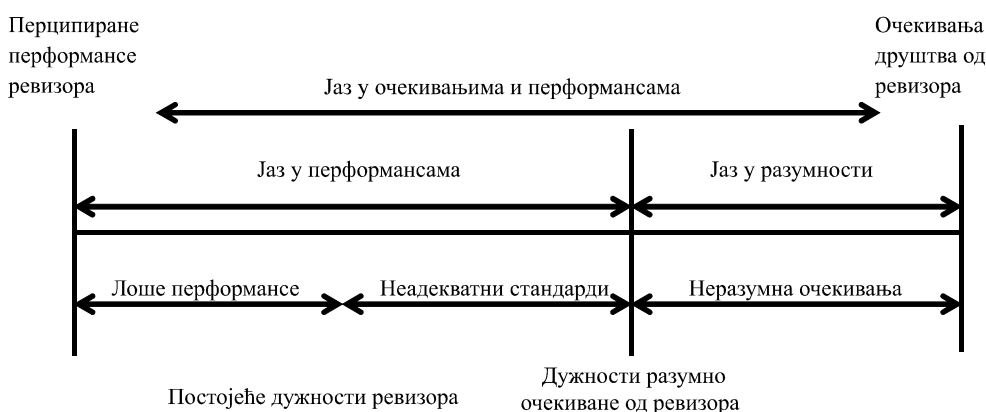 Перципиране
перформансе
ревизора
Очекивања
друштва од
ревизора
Јаз у очекивањима и перформансама
Јаз у перформансама
Јаз у разумности
Лоше перформансе
Неадекватни стандарди
Неразумна очекивања
Постојеће дужности ревизора
Дужности разумно
очекиване од ревизора